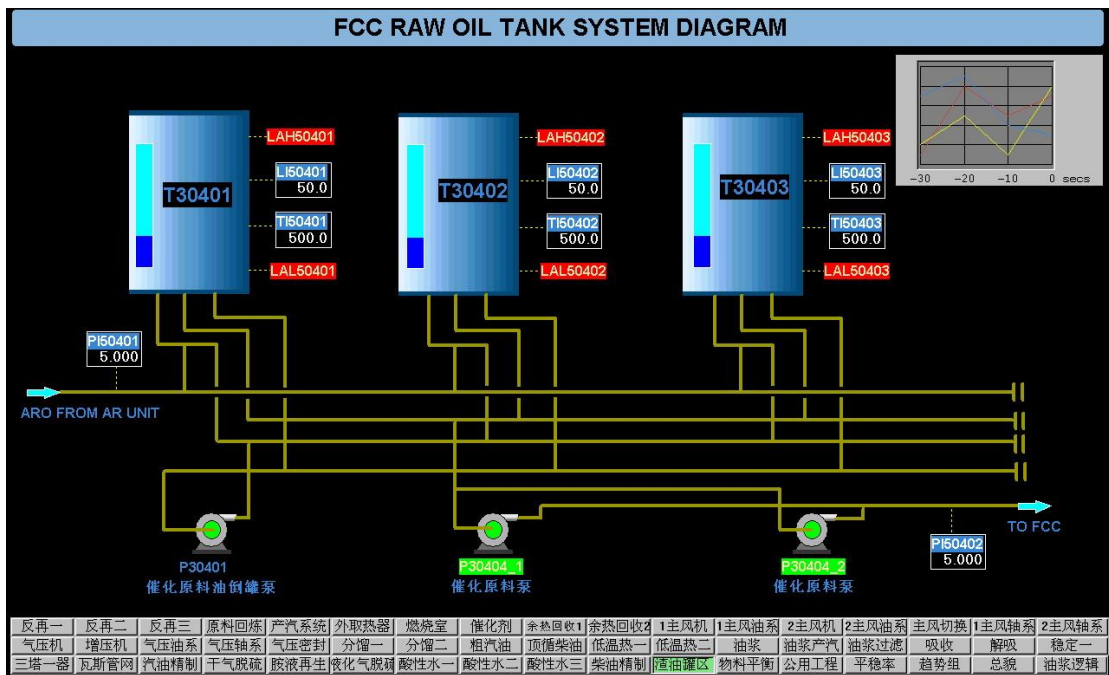 FCC RAW OIL TANK SYSTEM DIAGRAM
-30 -20 -10 0 secs
T30401
LAH50401
LI50401
50.0
TI50401
500.0
LAL50401
T30402
LAH50402
LI50402
50.0
TI50402
500.0
LAL50402
T30403
LAH50403
LI50403
50.0
TI50403
500.0
LAL50403
PI50401
5.000
ARO FROM AR UNIT
TO FCC
PI50402
5.000
P30401
催化原料油倒罐泵
P30404_1
催化原料泵
P30404_2
催化原料泵
反再一 反再二 反再三 原料回炼 产汽系统 外取热器 燃烧室 催化剂 余热回收1 余热回收2 1主风机 1主风油系 2主风机 2主风油系 主风切换 1主风轴系 2主风轴系
气压机 增压机 气压油系 气压轴系 气压密封 分馏一 分馏二 粗汽油 顶循柴油 低温热一 低温热二 油浆 油浆产汽 油浆过滤 吸收 解吸 稳定一
三塔一器 瓦斯管网 汽油精制 干气脱硫 胺液再生 液化气脱硫 酸性水一 酸性水二 酸性水三 柴油精制 渣油罐区 物料平衡 公用工程 平稳率 趋势组 总貌 油浆逻辑